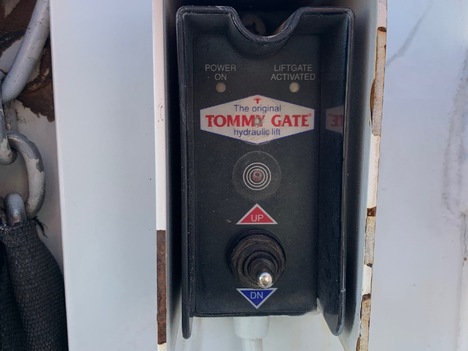 POWER
ON
LIFTGATE
ACTIVATED
The original
TOMMY GATE®
hydraulic lift
UP
DN